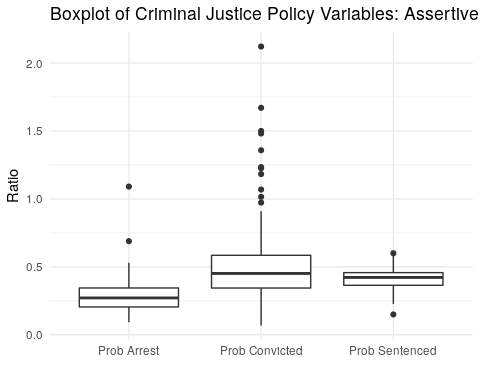 Boxplot of Criminal Justice Policy Variables: Assertive
2.0
1.5
1.0
0.5
0.0
Ratio
Prob Arrest
Prob Convicted
Prob Sentenced